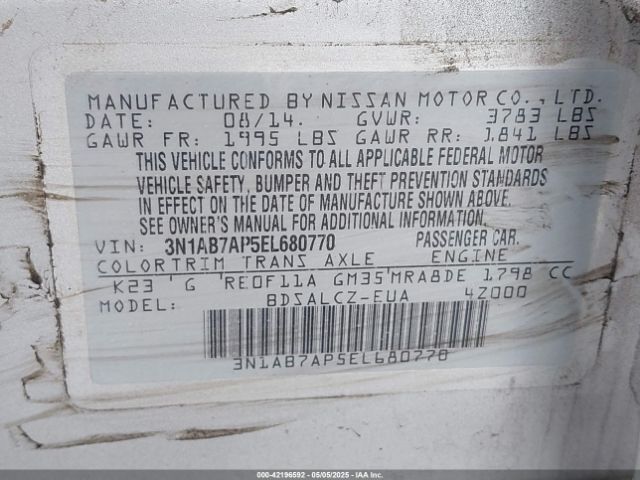 MANUFACTURED BY NISSAN MOTOR CO., LTD.
DATE: 08/14. GVWR: 3783 LBS
GAWR FR: 1995 LBS GAWR RR: 1841 LBS
THIS VEHICLE CONFORMS TO ALL APPLICABLE FEDERAL MOTOR
VEHICLE SAFETY, BUMPER AND THEFT PREVENTION STANDARDS
IN EFFECT ON THE DATE OF MANUFACTURE SHOWN ABOVE.
SEE OWNER'S MANUAL FOR ADDITIONAL INFORMATION.
VIN: 3N1AB7AP5EL680770 PASSENGER CAR.
COLOR TRIM TRANS AXLE ENGINE
K23 G RE0F11A GM35 MRA8DE 1.798 CC
MODEL: BDSALCZ-EUA 4Z000
3N1AB7AP5EL680770
000-42196592 - 05/05/2025 - IAAI.COM